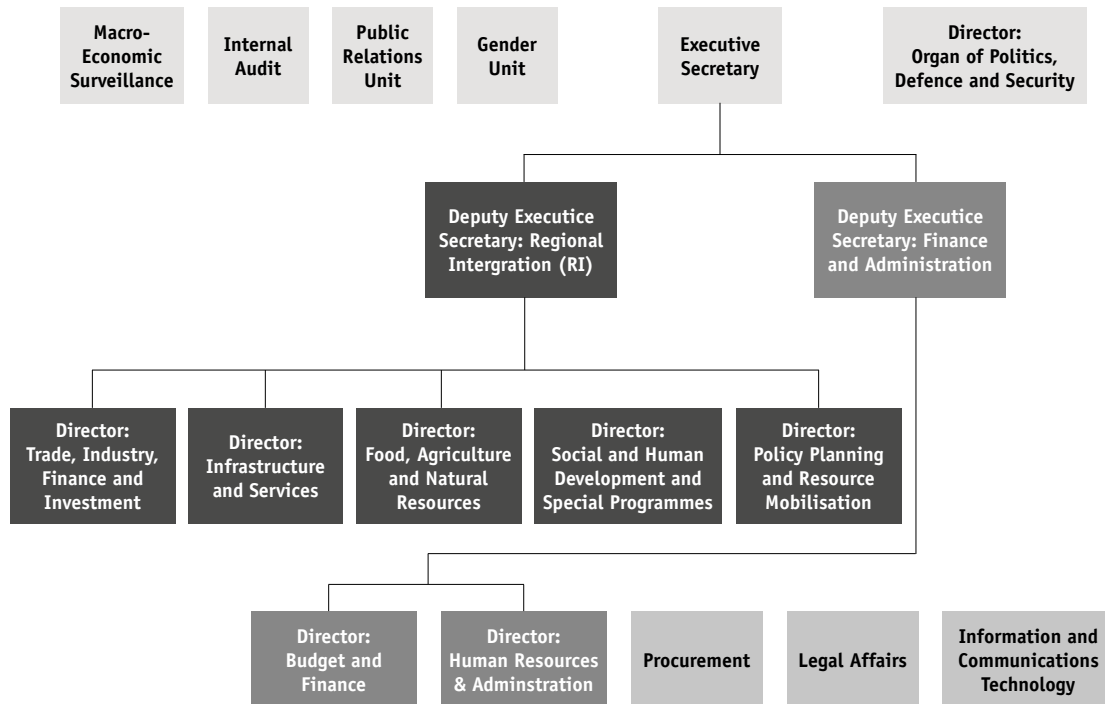 Macro-
Economic
Surveillance
Internal
Audit
Public
Relations
Unit
Gender
Unit
Executive
Secretary
Director:
Organ of Politics,
Defence and Security
Deputy Executice
Secretary: Regional
Intergration (RI)
Deputy Executice
Secretary: Finance
and Administration
Director:
Trade, Industry,
Finance and
Investment
Director:
Infrastructure
and Services
Director:
Food, Agriculture
and Natural
Resources
Director:
Social and Human
Development and
Special Programmes
Director:
Policy Planning
and Resource
Mobilisation
Director:
Budget and
Finance
Director:
Human Resources
& Adminstration
Procurement
Legal Affairs
Information and
Communications
Technology